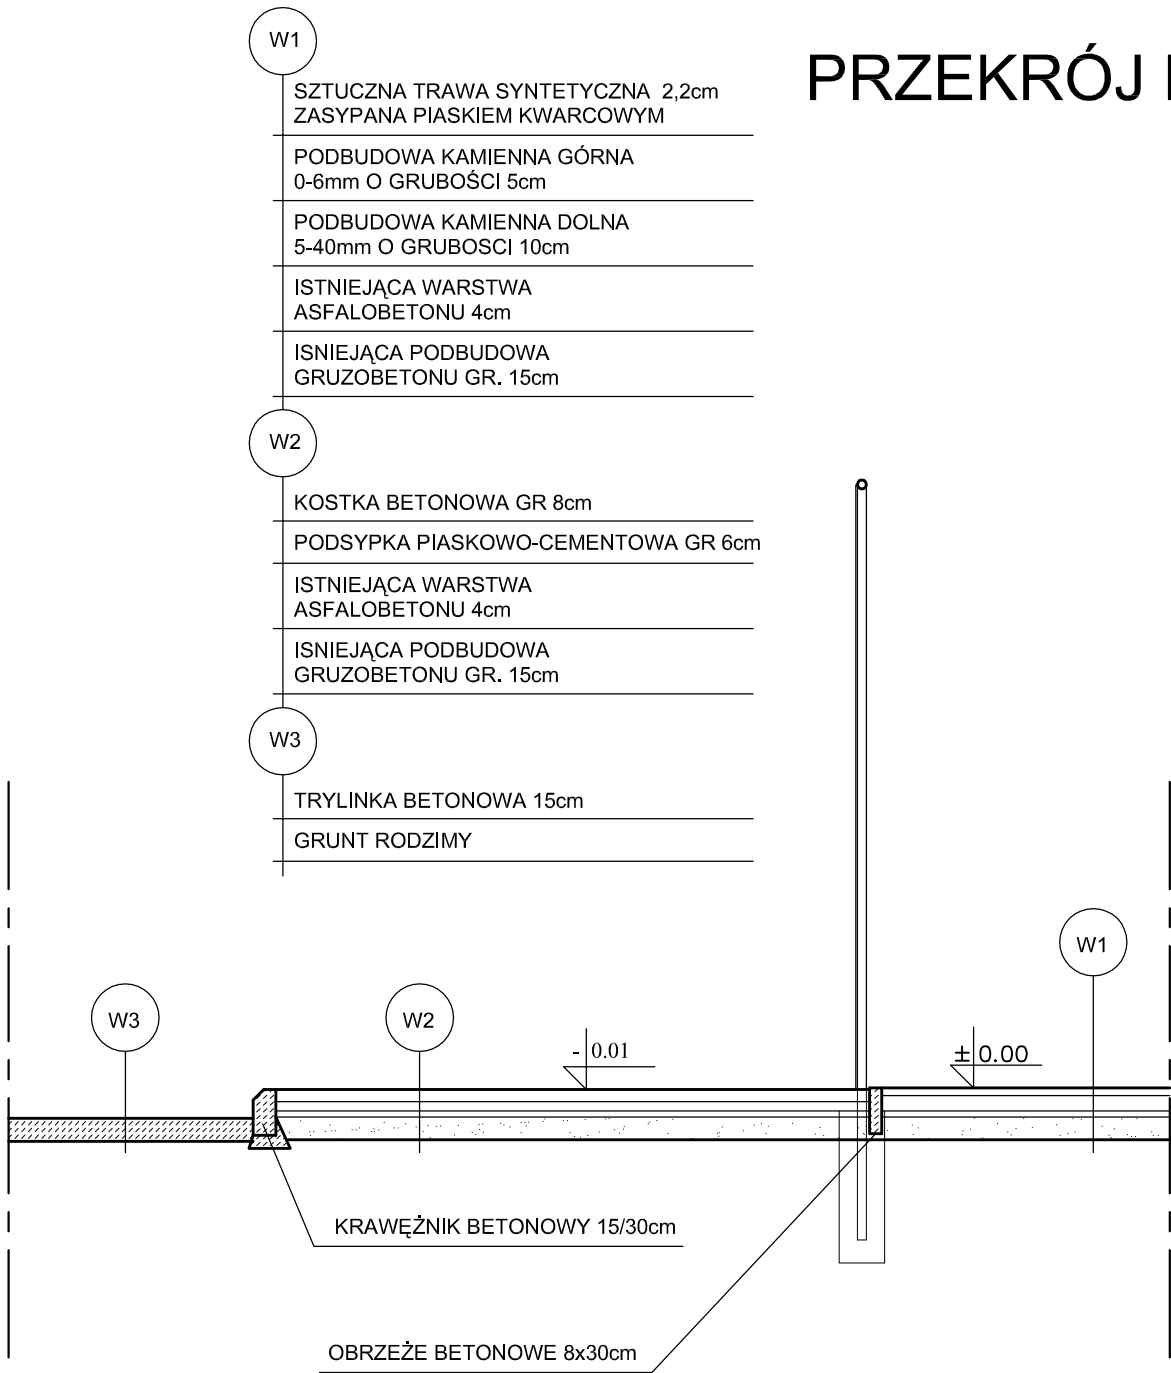 W1
PRZEKRÓJ
SZTUCZNA TRAWA SYNTETYCZNA 2,2cm
ZASYPANA PIASKIEM KWARCOWYM
PODBUDOWA KAMIENNA GÓRNA
0-6mm O GRUBOŚCI 5cm
PODBUDOWA KAMIENNA DOLNA
5-40mm O GRUBOSCI 10cm
ISTNIEJĄCA WARSTWA
ASFALOBETONU 4cm
ISNIEJĄCA PODBUDOWA
GRUZOBETONU GR. 15cm
W2
KOSTKA BETONOWA GR 8cm
PODSYPKA PIASKOWO-CEMENTOWA GR 6cm
ISTNIEJĄCA WARSTWA
ASFALOBETONU 4cm
ISNIEJĄCA PODBUDOWA
GRUZOBETONU GR. 15cm
W3
TRYLINKA BETONOWA 15cm
GRUNT RODZIMY
W1
W3
W2
- 0.01
± 0.00
KRAWĘŻNIK BETONOWY 15/30cm
OBRZEŻE BETONOWE 8x30cm